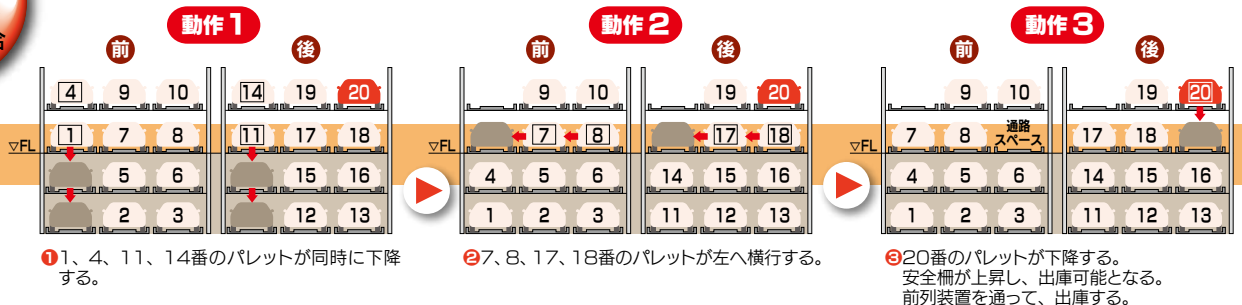 動作1
前 後
4 9 10 14 19 20
1 7 8 11 17 18
▽FL
5 6 15 16
2 3 12 13
❶1、4、11、14番のパレットが同時に下降
する。
動作2
前 後
9 10 19 20
7 8 17 18
▽FL
4 5 6 14 15 16
1 2 3 11 12 13
❷7、8、17、18番のパレットが左へ横行する。
動作3
前 後
9 10 19 20
通路
スペース
7 8 17 18
▽FL
4 5 6 14 15 16
1 2 3 11 12 13
❸20番のパレットが下降する。
安全柵が上昇し、出庫可能となる。
前列装置を通って、出庫する。